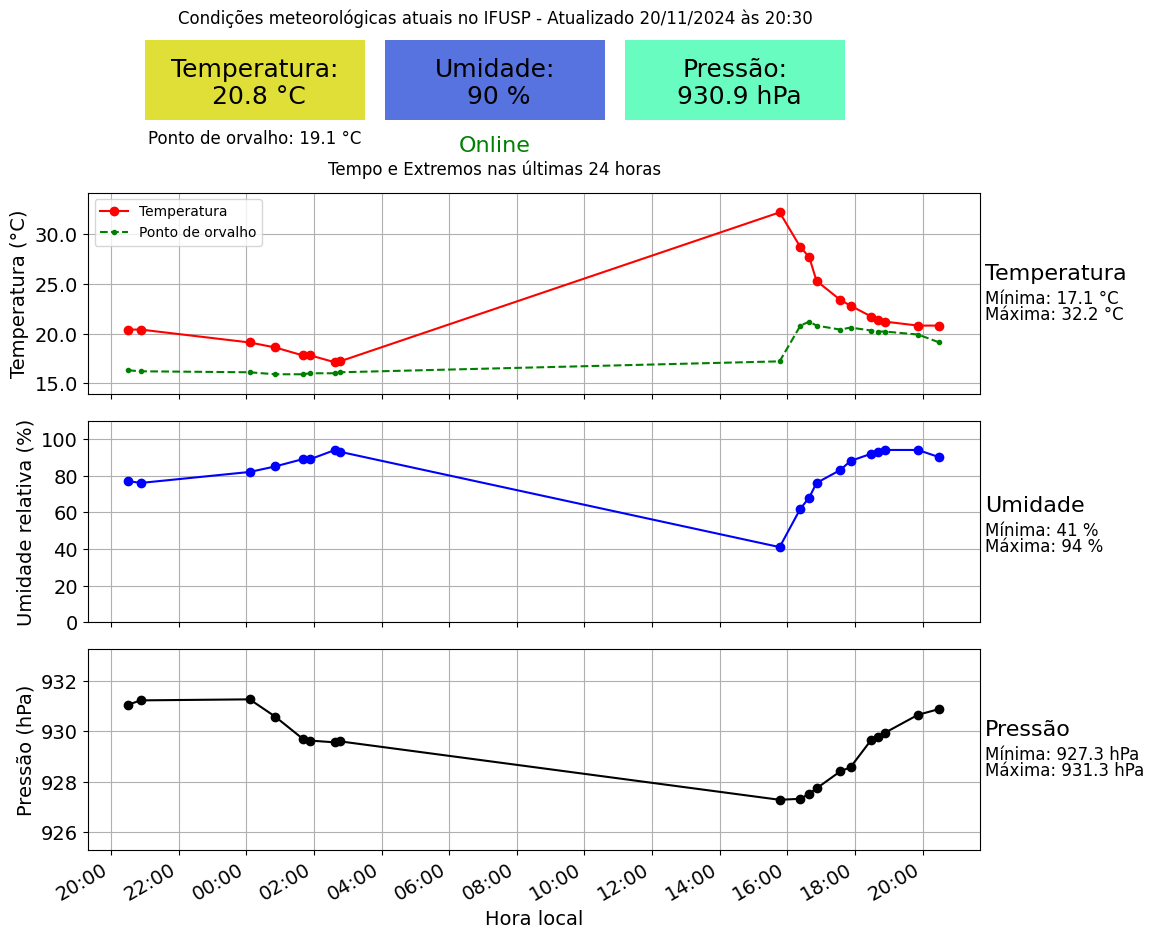 Condições meteorológicas atuais no IFUSP - Atualizado 20/11/2024 às 20:30
Temperatura:
20.8 °C
Umidade:
90 %
Pressão:
930.9 hPa
Ponto de orvalho: 19.1 °C
Online
Tempo e Extremos nas últimas 24 horas
Temperatura (°C)
30.0
25.0
20.0
15.0
Temperatura
Ponto de orvalho
Temperatura
Mínima: 17.1 °C
Máxima: 32.2 °C
Umidade relativa (%)
100
80
60
40
20
0
Umidade
Mínima: 41 %
Máxima: 94 %
Pressão (hPa)
932
930
928
926
Pressão
Mínima: 927.3 hPa
Máxima: 931.3 hPa
20:00 22:00 00:00 02:00 04:00 06:00 08:00 10:00 12:00 14:00 16:00 18:00 20:00
Hora local